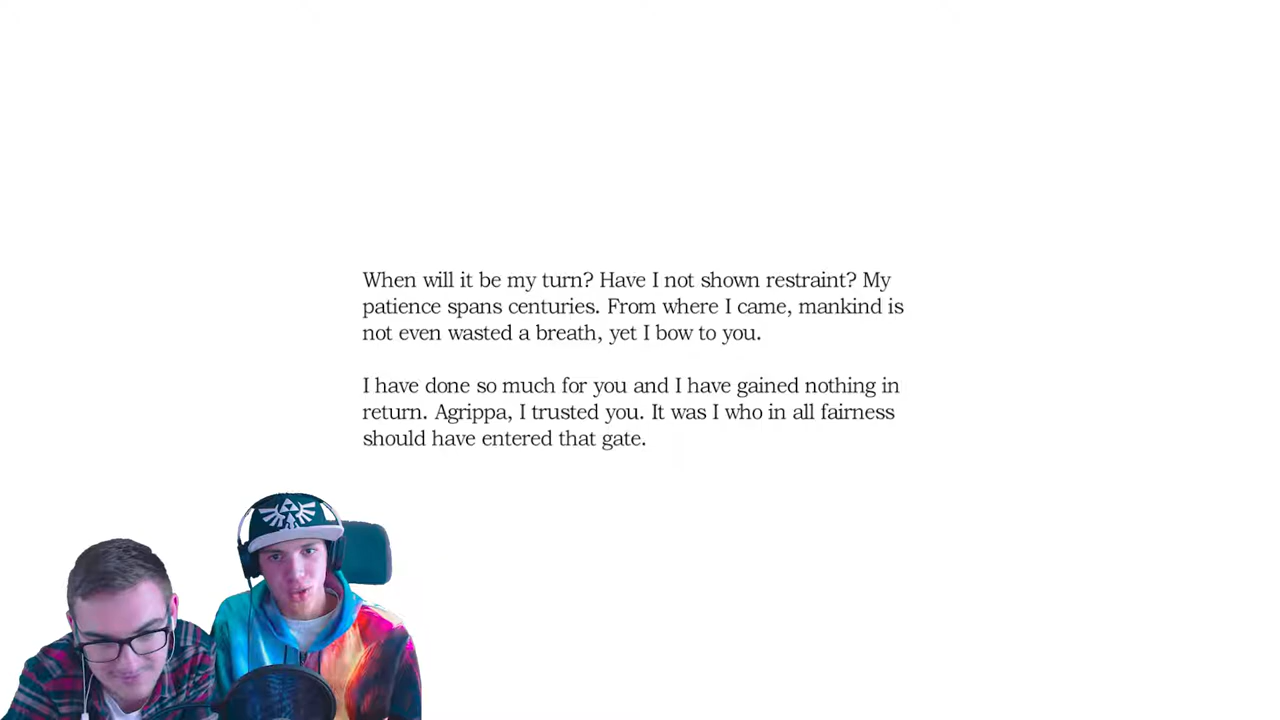 When will it be my turn? Have I not shown restraint? My
patience spans centuries. From where I came, mankind is
not even wasted a breath, yet I bow to you.
I have done so much for you and I have gained nothing in
return. Agrippa, I trusted you. It was I who in all fairness
should have entered that gate.